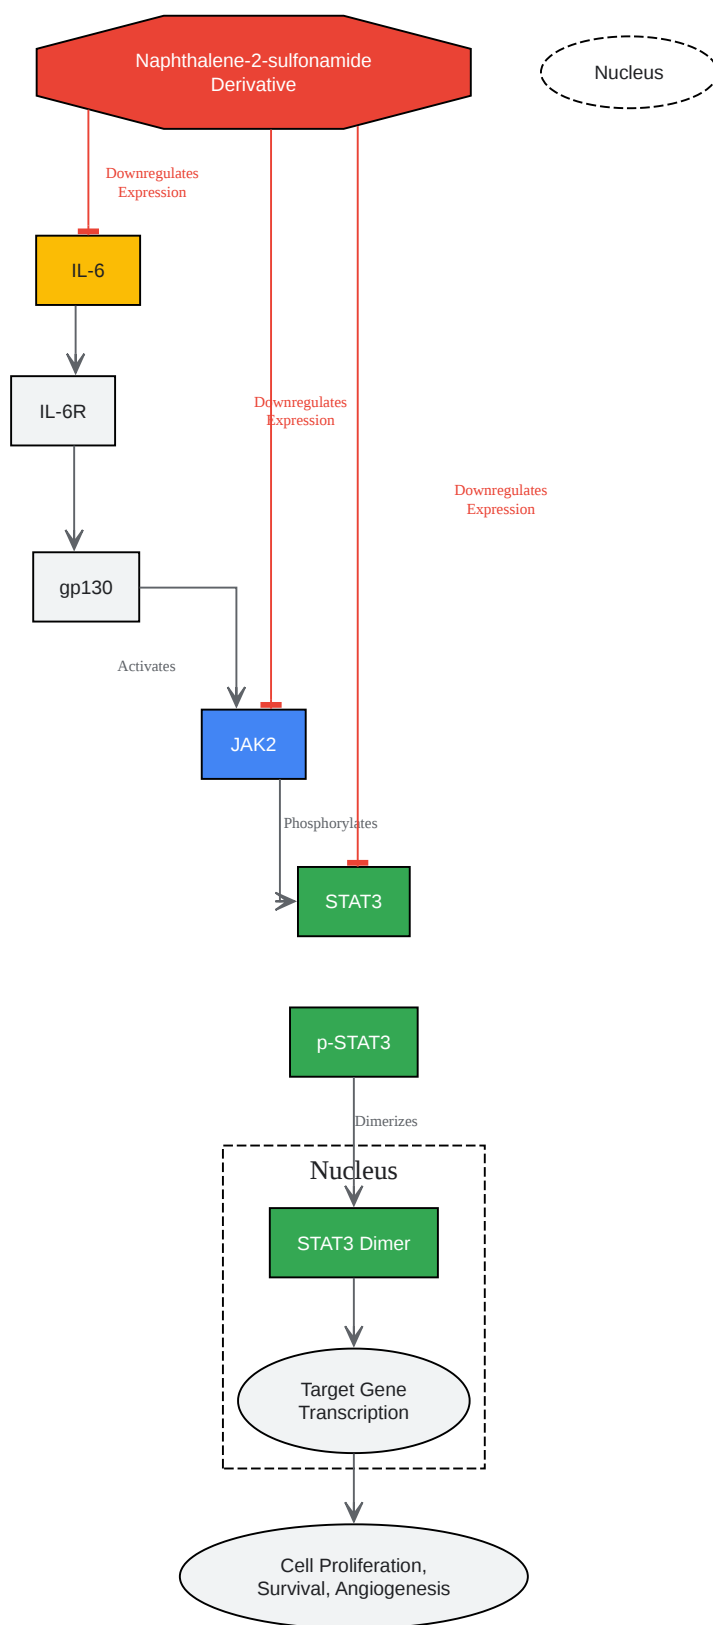 Naphthalene-2-sulfonamide
Derivative
Nucleus
Downregulates
Expression
IL-6
IL-6R
Downregulates
Expression
Downregulates
Expression
gp130
Activates
JAK2
Phosphorylates
STAT3
p-STAT3
Dimerizes
Nucleus
STAT3 Dimer
Target Gene
Transcription
Cell Proliferation,
Survival, Angiogenesis